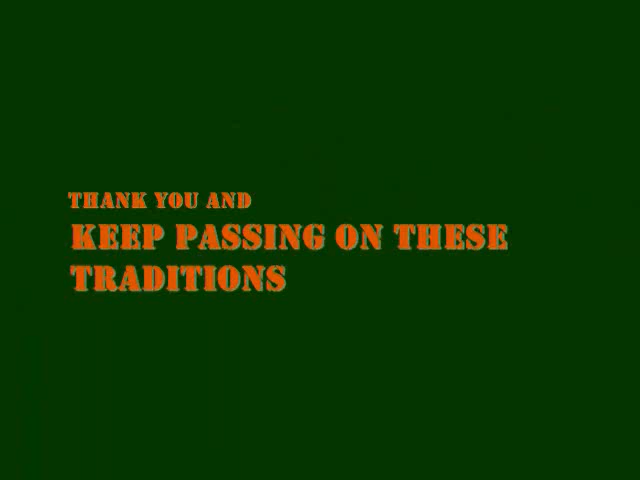 THANK YOU AND
KEEP PASSING ON THESE
TRADITIONS